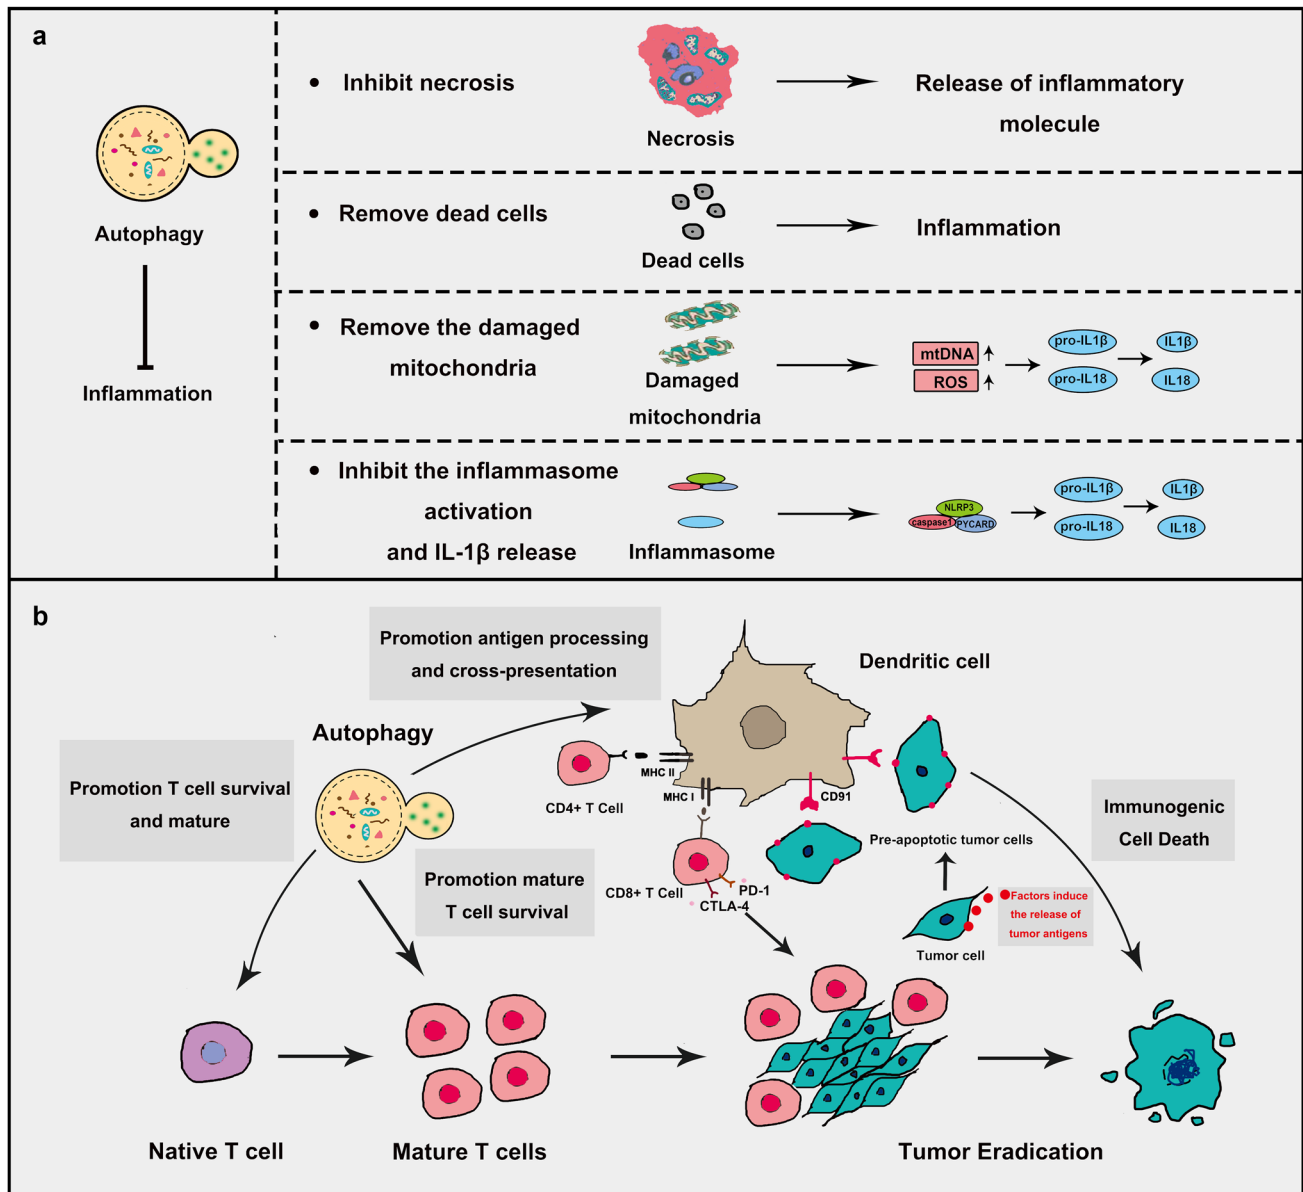 a
Autophagy
Inflammation
• Inhibit necrosis
Necrosis
Release of inflammatory
molecule
• Remove dead cells
Dead cells
Inflammation
• Remove the damaged
mitochondria
Damaged
mitochondria
mtDNA
ROS
pro-IL1β
pro-IL18
IL1β
IL18
• Inhibit the inflammasome
activation
and IL-1β release
Inflammasome
NLRP3
caspase1
PYCARD
pro-IL1β
pro-IL18
IL1β
IL18
b
Promotion antigen processing
and cross-presentation
Dendritic cell
Autophagy
Promotion T cell survival
and mature
MHC II
MHC I
CD4+ T Cell
CD91
Immunogenic
Cell Death
Pre-apoptotic tumor cells
Promotion mature
T cell survival
CD8+ T Cell
PD-1
CTLA-4
Factors induce
the release of
tumor antigens
Tumor cell
Native T cell
Mature T cells
Tumor Eradication